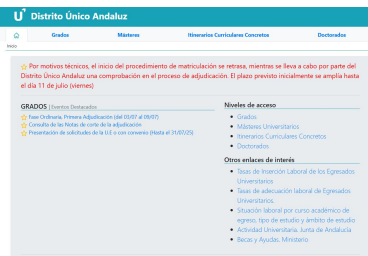 Distrito Único Andaluz
Grados
Másteres
Itinerarios Curriculares Concretos
Doctorados
Inicio
Por motivos técnicos, el inicio del procedimiento de matriculación se retrasa, mientras se lleva a cabo por parte del
Distrito Único Andaluz una comprobación en el proceso de adjudicación. El plazo previsto inicialmente se amplía hasta
el día 11 de julio (viernes)
GRADOS | Eventos Destacados
Fase Ordinaria, Primera Adjudicación (del 03/07 al 09/07)
Consulta de las Notas de corte de la adjudicación
Presentación de solicitudes de la U.E o con convenio (Hasta el 31/07/25)
Niveles de acceso
Grados
Másteres Universitarios
Itinerarios Curriculares Concretos
Doctorados
Otros enlaces de interés
Tasas de Inserción Laboral de los Egresados
Universitarios
Tasas de adecuación laboral de Egresados
Universitarios.
Situación laboral por curso académico de
egreso, tipo de estudio y ámbito de estudio
Actividad Universitaria. Junta de Andalucía
Becas y Ayudas. Ministerio